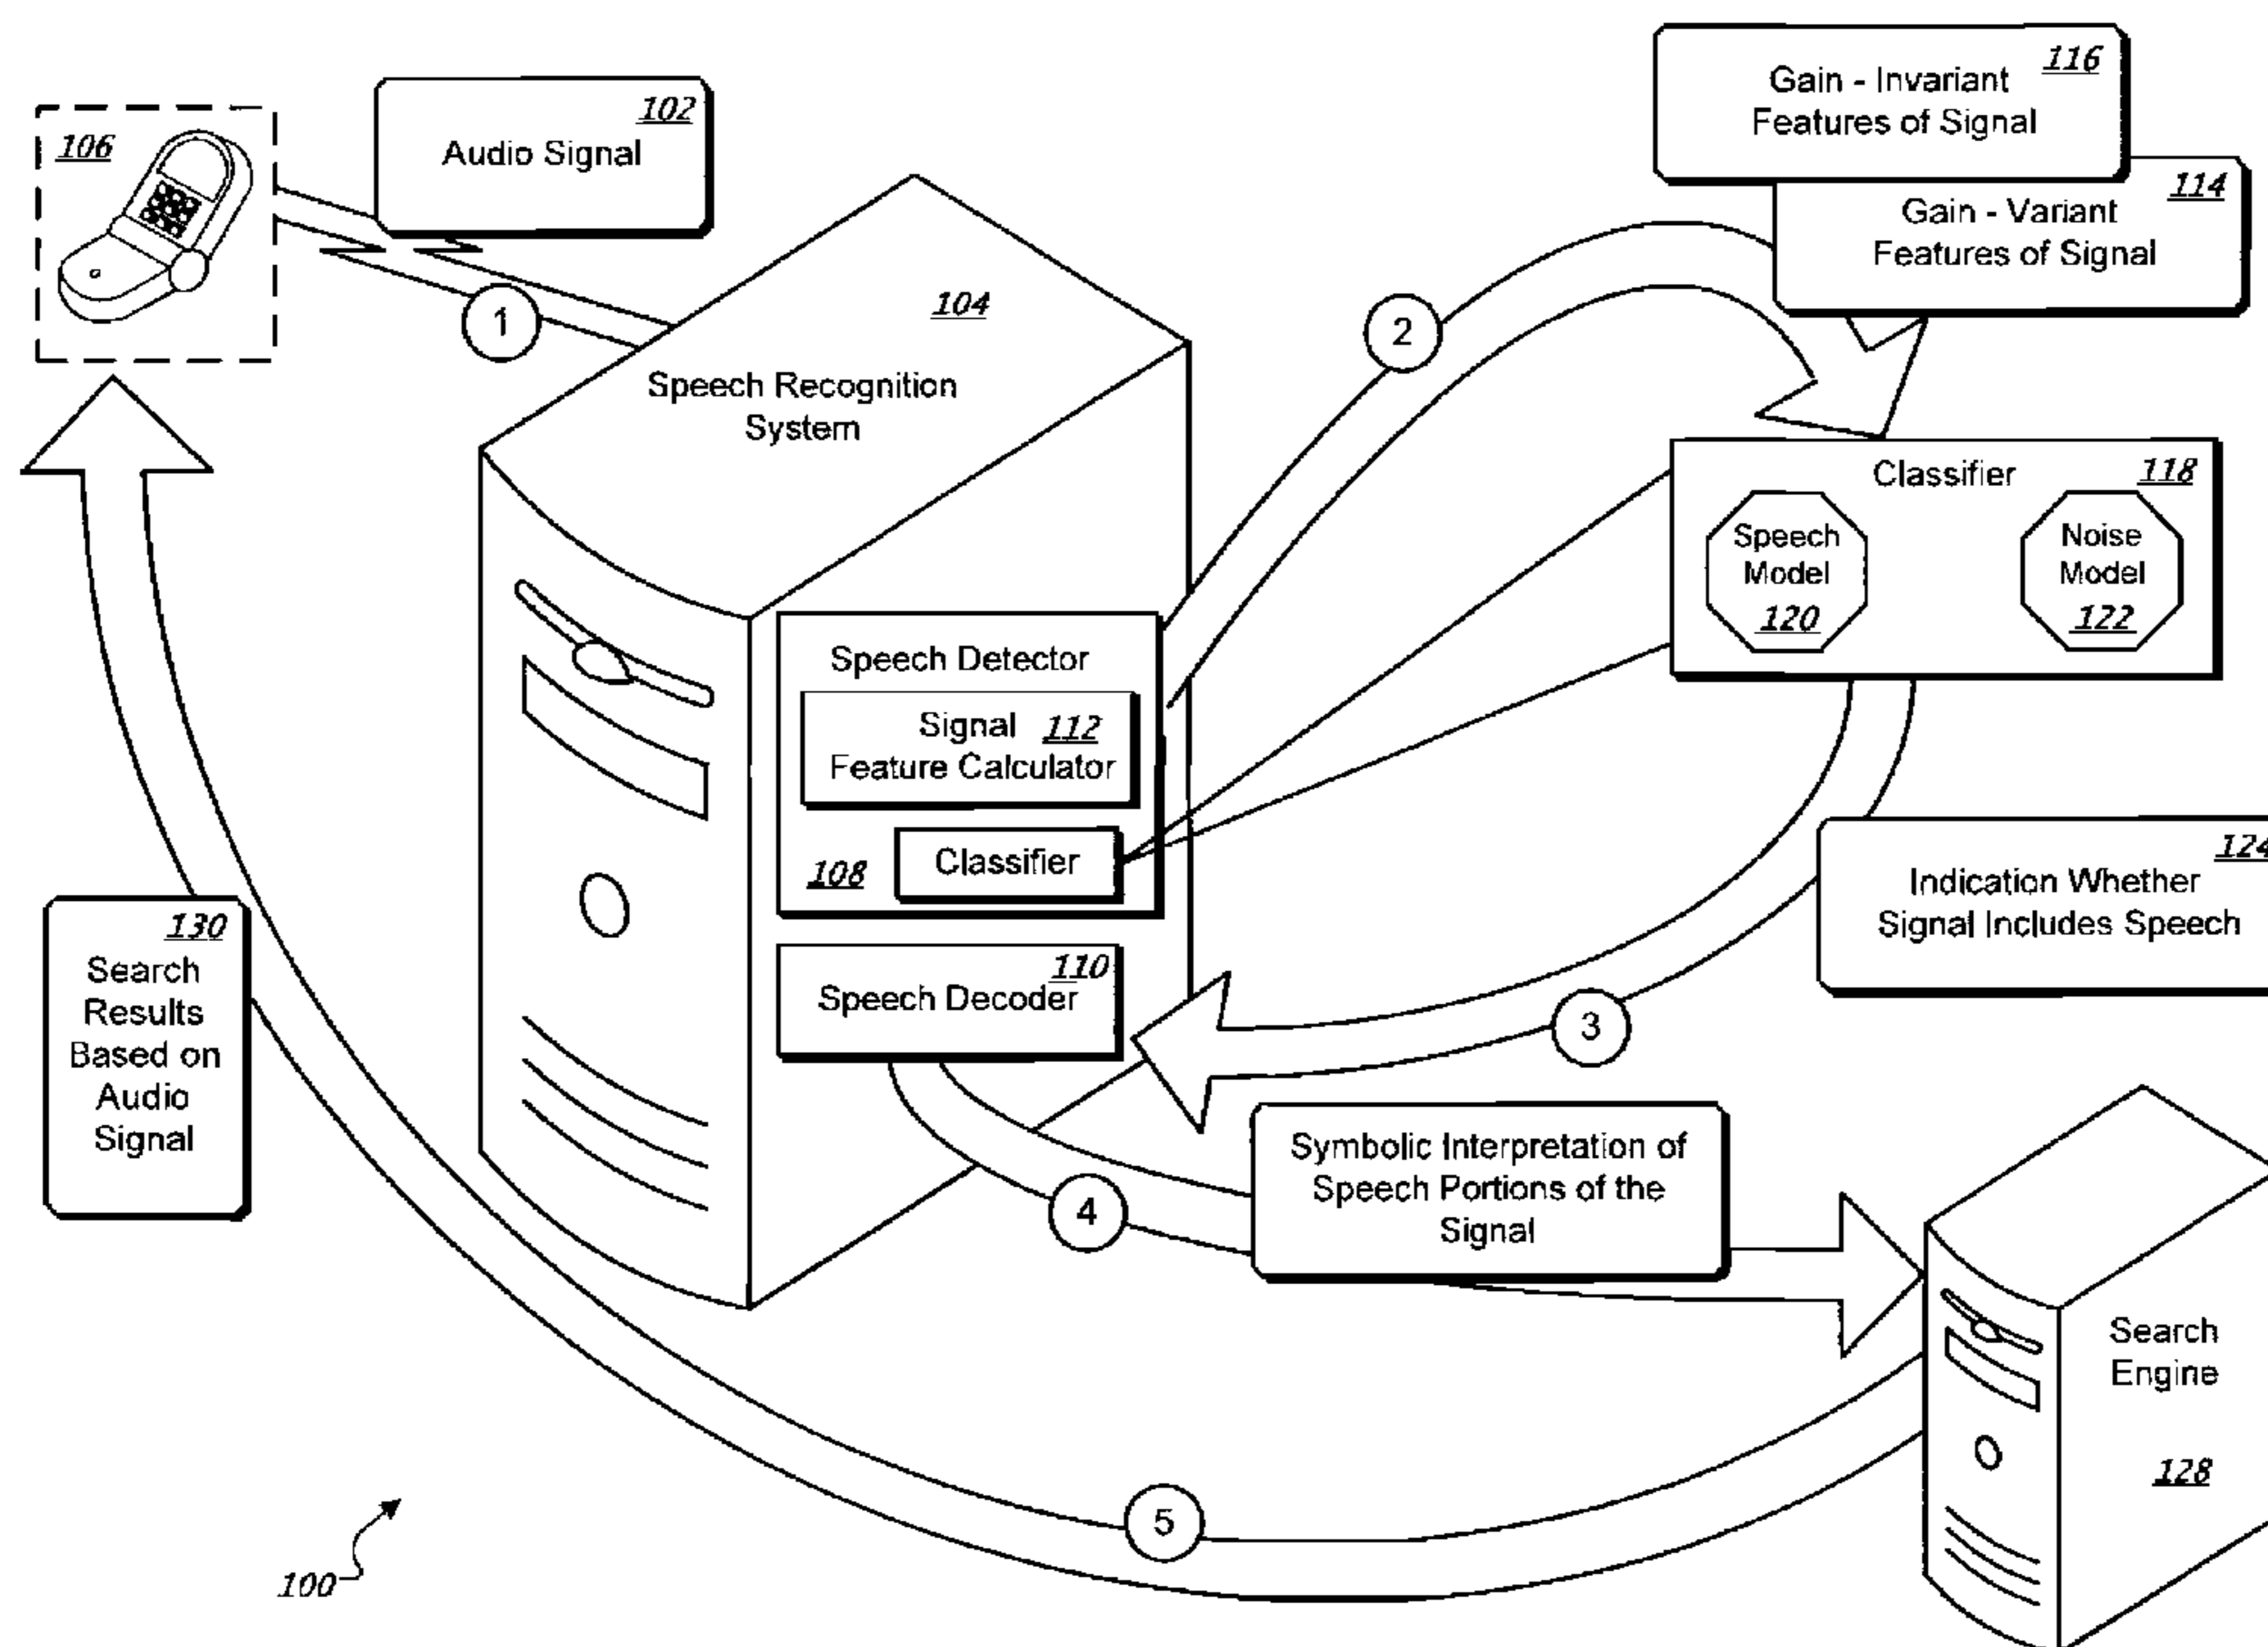 106
102
Audio Signal
116
Gain - Invariant
Features of Signal
114
Gain - Variant
Features of Signal
1
2
104
Speech Recognition
System
Classifier 118
Speech
Model
120
Noise
Model
122
Speech Detector
Signal 112
Feature Calculator
108
Classifier
110
Speech Decoder
124
Indication Whether
Signal Includes Speech
3
130
Search
Results
Based on
Audio
Signal
4
Symbolic Interpretation of
Speech Portions of the
Signal
Search
Engine
128
5
100